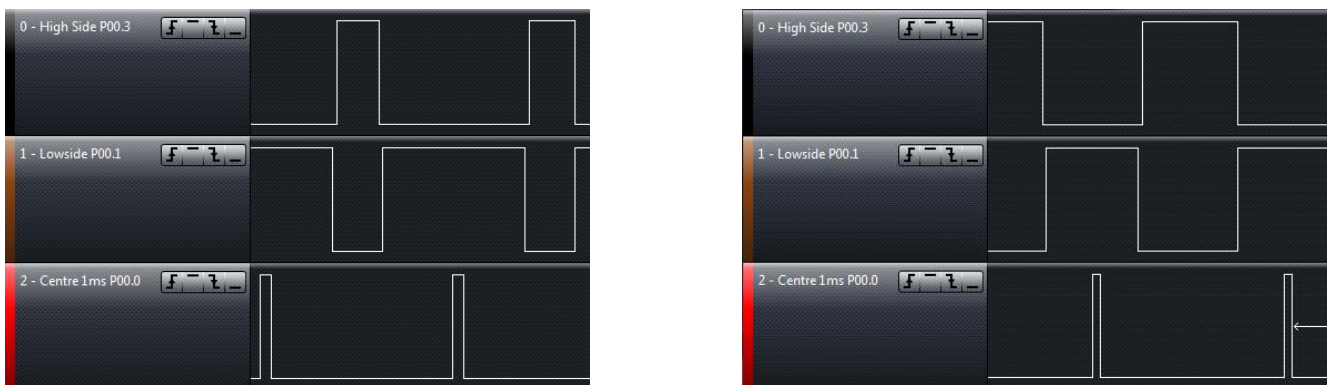 0 - High Side P00.3
1 - Lowside P00.1
2 - Centre 1ms P00.0
0 - High Side P00.3
1 - Lowside P00.1
2 - Centre 1ms P00.0